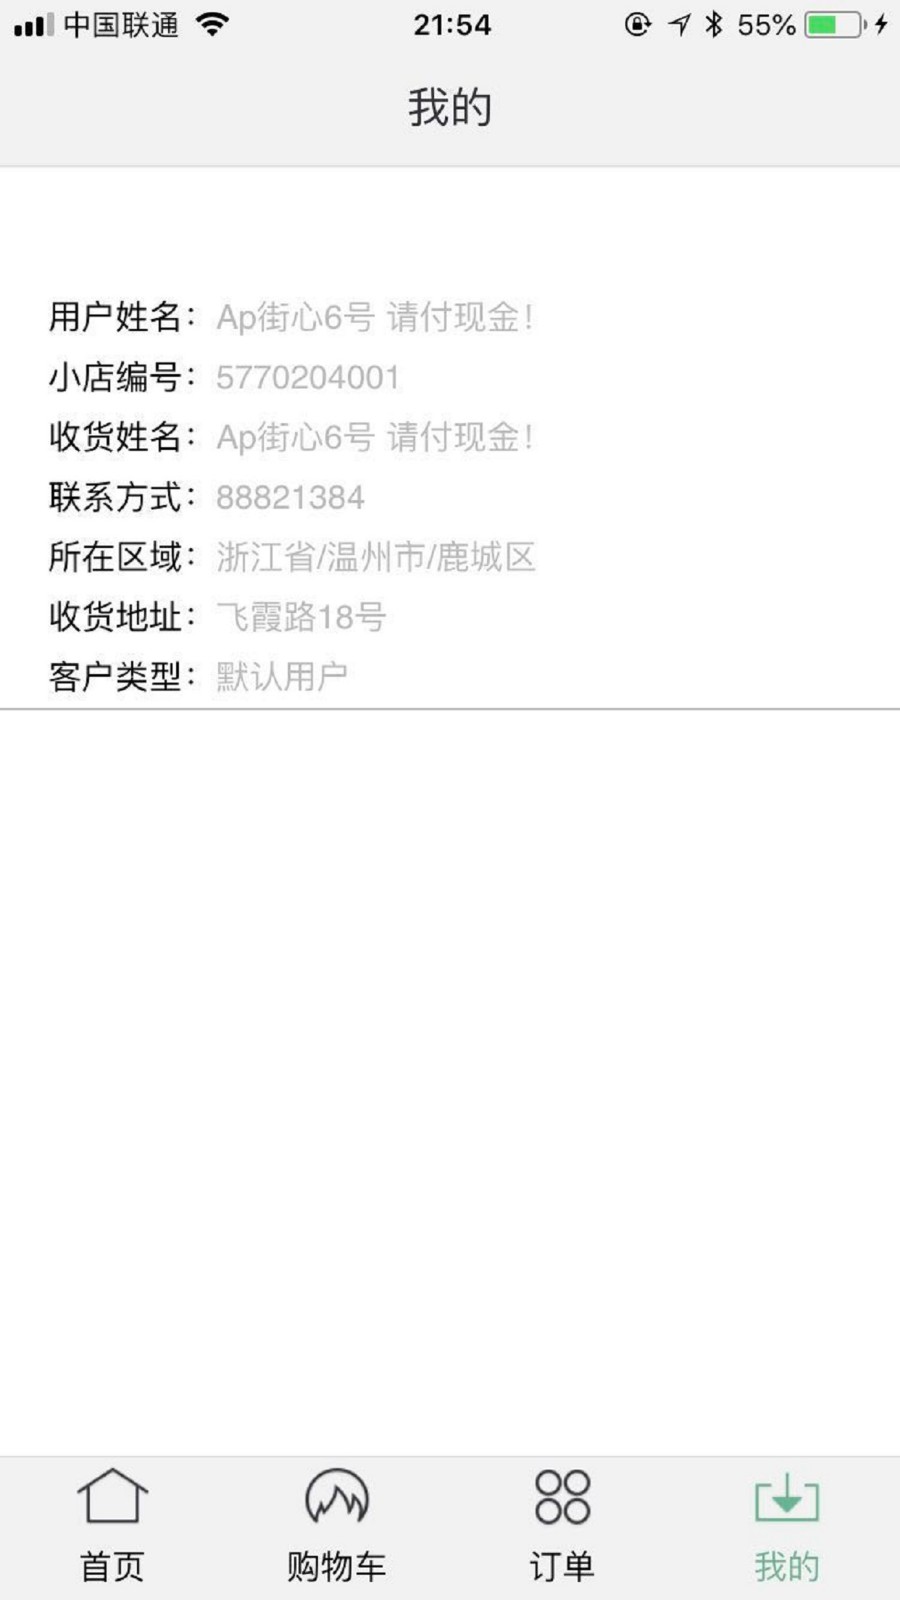 中国联通 21:54 55%
我的
用户姓名：Ap街心6号 请付现金！
小店编号：5770204001
收货姓名：Ap街心6号 请付现金！
联系方式：88821384
所在区域：浙江省/温州市/鹿城区
收货地址：飞霞路18号
客户类型：默认用户
首页 购物车 订单 我的